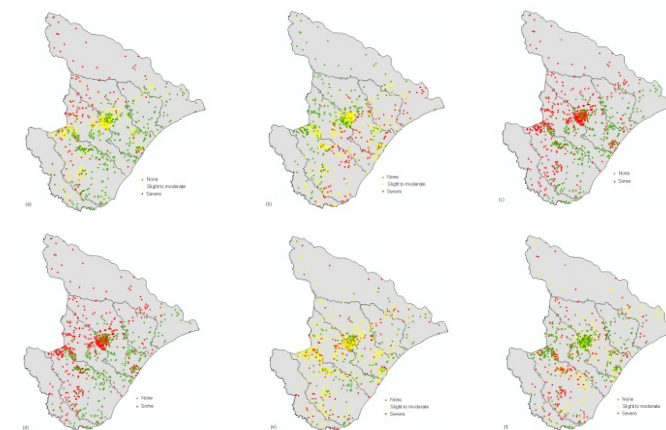 None
Slight to moderate
Severe
(a)
None
Slight to moderate
Severe
(b)
None
Some
(c)
None
Some
(d)
None
Slight to moderate
Severe
(e)
None
Slight to moderate
Severe
(f)